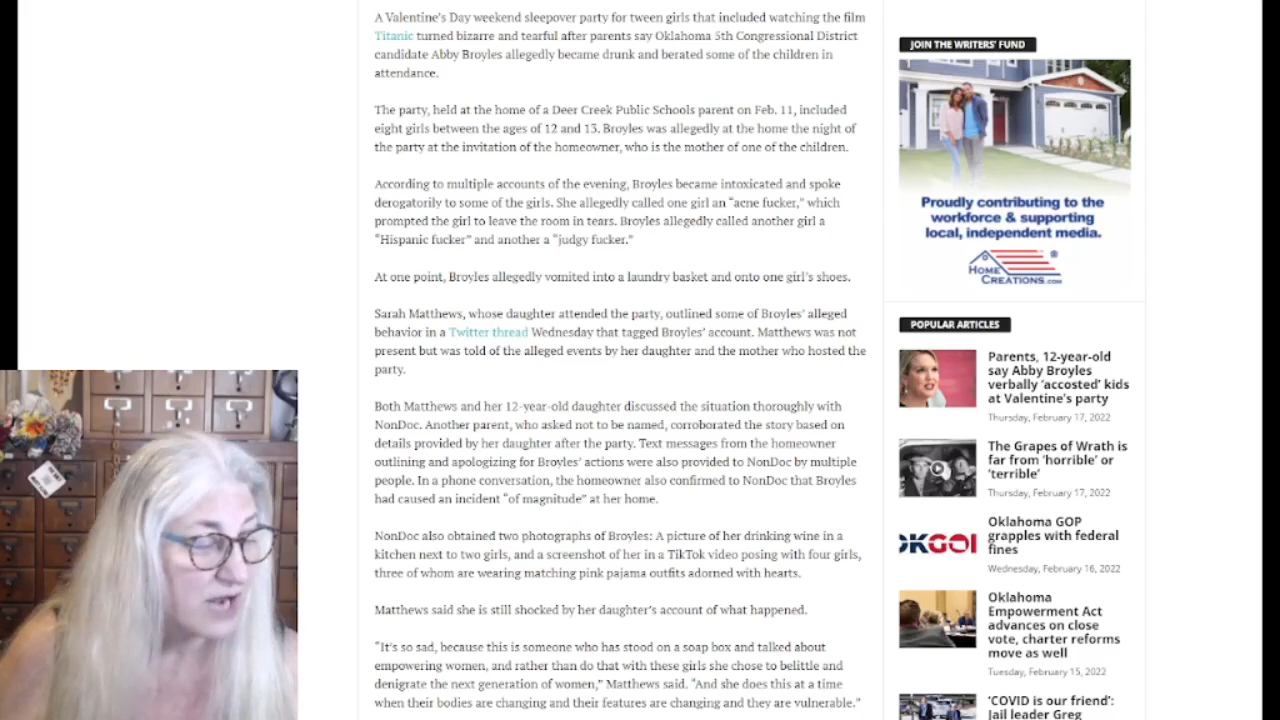 A Valentine's Day weekend sleepover party for tween girls that included watching the film
Titanic turned bizarre and tearful after parents say Oklahoma 5th Congressional District
candidate Abby Broyles allegedly became drunk and berated some of the children in
attendance.
The party, held at the home of a Deer Creek Public Schools parent on Feb. 11, included
eight girls between the ages of 12 and 13. Broyles was allegedly at the home the night of
the party at the invitation of the homeowner, who is the mother of one of the children.
According to multiple accounts of the evening, Broyles became intoxicated and spoke
derogatorily to some of the girls. She allegedly called one girl an “acne fucker,” which
prompted the girl to leave the room in tears. Broyles allegedly called another girl a
“Hispanic fucker” and another a “judgy fucker.”
At one point, Broyles allegedly vomited into a laundry basket and onto one girl's shoes.
Sarah Matthews, whose daughter attended the party, outlined some of Broyles' alleged
behavior in a Twitter thread Wednesday that tagged Broyles' account. Matthews was not
present but was told of the alleged events by her daughter and the mother who hosted the
party.
Both Matthews and her 12-year-old daughter discussed the situation thoroughly with
NonDoc. Another parent, who asked not to be named, corroborated the story based on
details provided by her daughter after the party. Text messages from the homeowner
outlining and apologizing for Broyles' actions were also provided to NonDoc by multiple
people. In a phone conversation, the homeowner also confirmed to NonDoc that Broyles
had caused an incident “of magnitude” at her home.
NonDoc also obtained two photographs of Broyles: A picture of her drinking wine in a
kitchen next to two girls, and a screenshot of her in a TikTok video posing with four girls,
three of whom are wearing matching pink pajama outfits adorned with hearts.
Matthews said she is still shocked by her daughter's account of what happened.
“It's so sad, because this is someone who has stood on a soap box and talked about
empowering women, and rather than do that with these girls she chose to belittle and
denigrate the next generation of women,” Matthews said. “And she does this at a time
when their bodies are changing and their features are changing and they are vulnerable.”
JOIN THE WRITERS' FUND
Proudly contributing to the
workforce & supporting
local, independent media.
HOME
CREATIONS.COM
POPULAR ARTICLES
Parents, 12-year-old
say Abby Broyles
verbally ‘accosted’ kids
at Valentine's party
Thursday, February 17, 2022
The Grapes of Wrath is
far from ‘horrible’ or
‘terrible’
Thursday, February 17, 2022
OKGOP
Oklahoma GOP
grapples with federal
fines
Wednesday, February 16, 2022
Oklahoma
Empowerment Act
advances on close
vote, charter reforms
move as well
Tuesday, February 15, 2022
‘COVID is our friend’:
Jail leader Greg